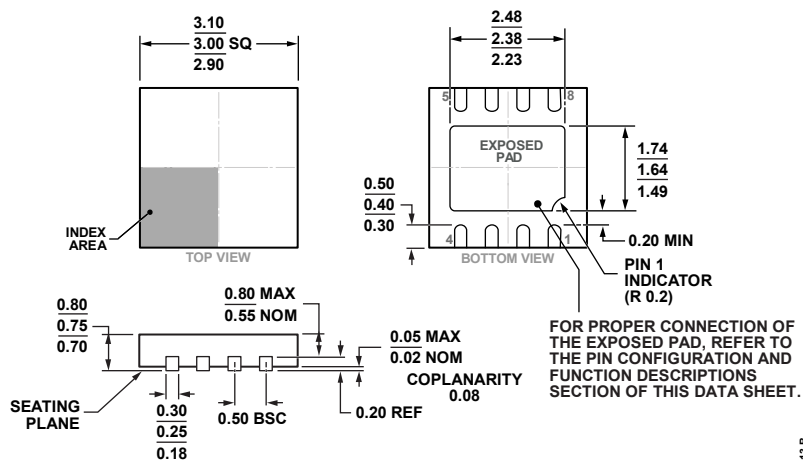 3.10
3.00 SQ
2.90
INDEX
AREA
TOP VIEW
2.48
2.38
2.23
5
8
EXPOSED
PAD
1.74
1.64
1.49
0.50
0.40
0.30
4
1
BOTTOM VIEW
0.20 MIN
PIN 1
INDICATOR
(R 0.2)
0.80
0.75
0.70
0.80 MAX
0.55 NOM
0.05 MAX
0.02 NOM
COPLANARITY
0.08
SEATING
PLANE
0.30
0.25
0.18
0.50 BSC
0.20 REF
FOR PROPER CONNECTION OF
THE EXPOSED PAD, REFER TO
THE PIN CONFIGURATION AND
FUNCTION DESCRIPTIONS
SECTION OF THIS DATA SHEET.